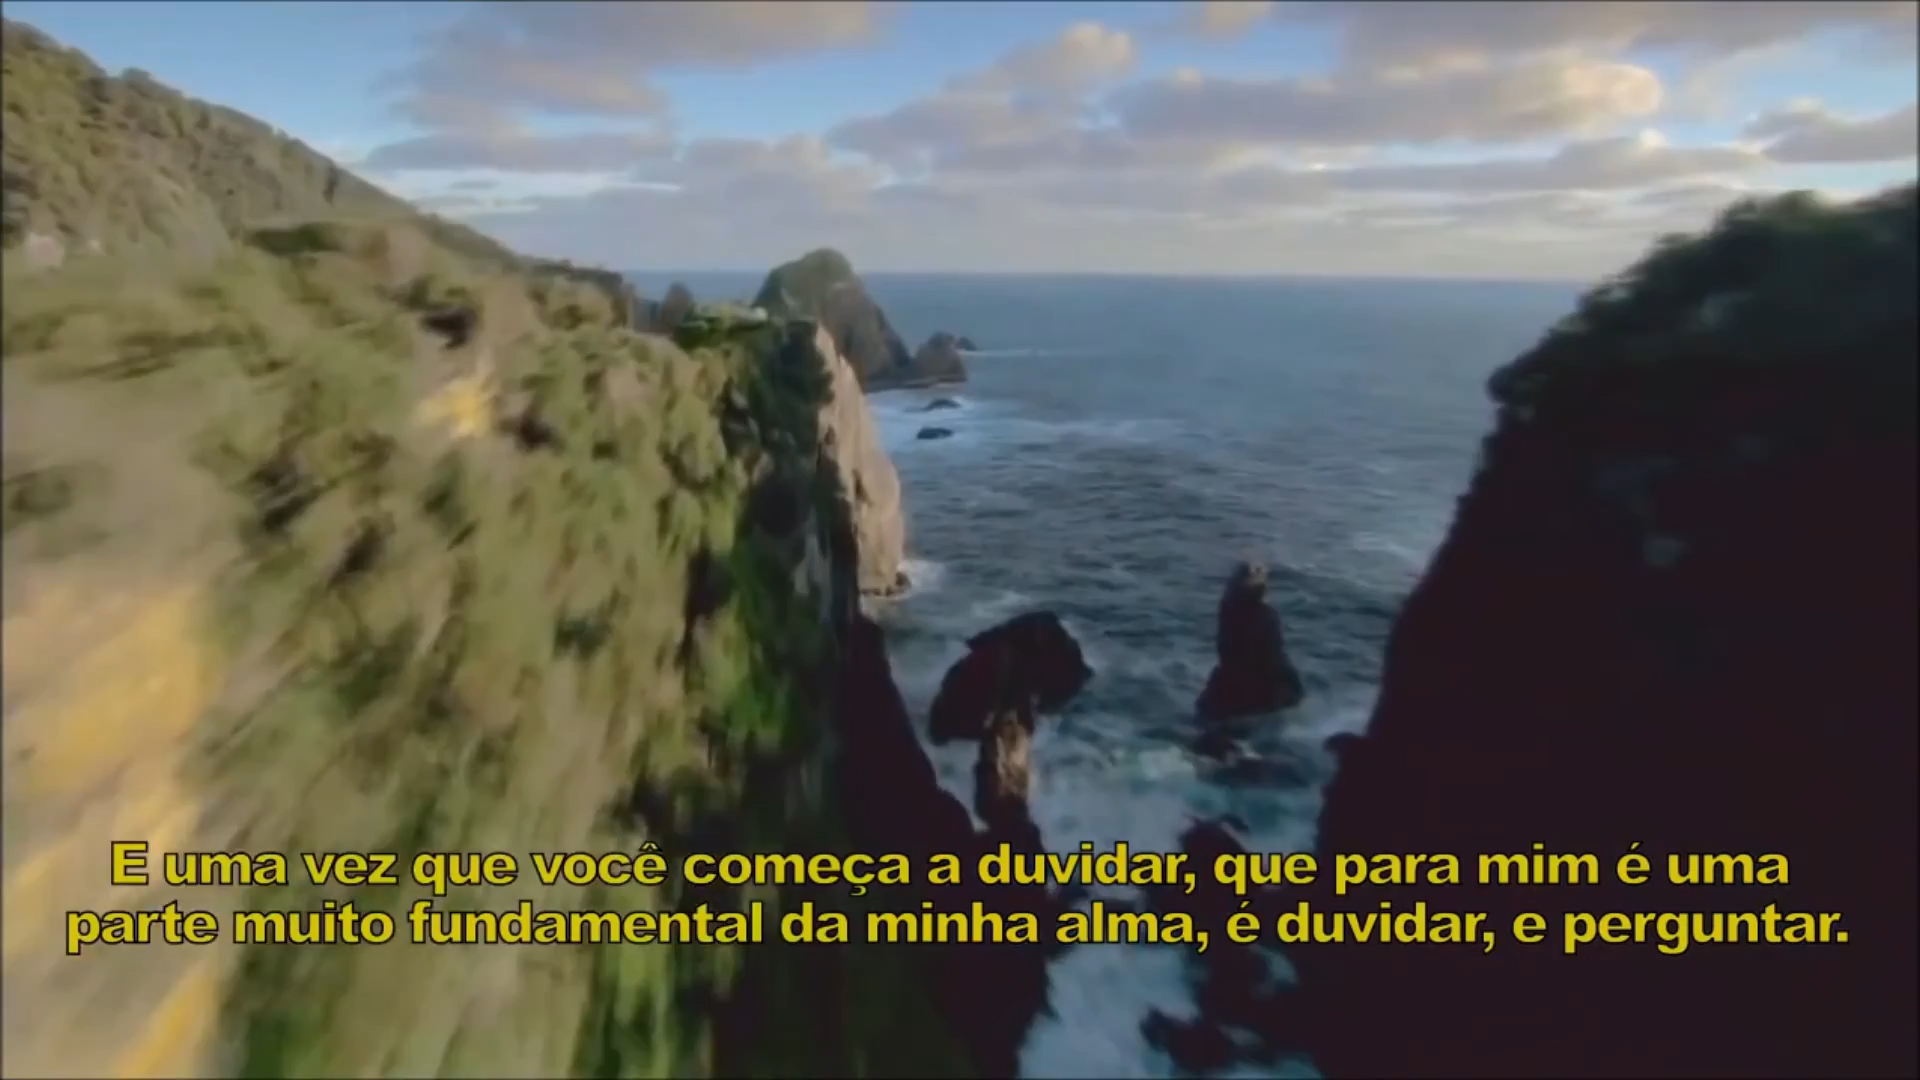 E uma vez que você começa a duvidar, que para mim é uma
parte muito fundamental da minha alma, é duvidar, e perguntar.